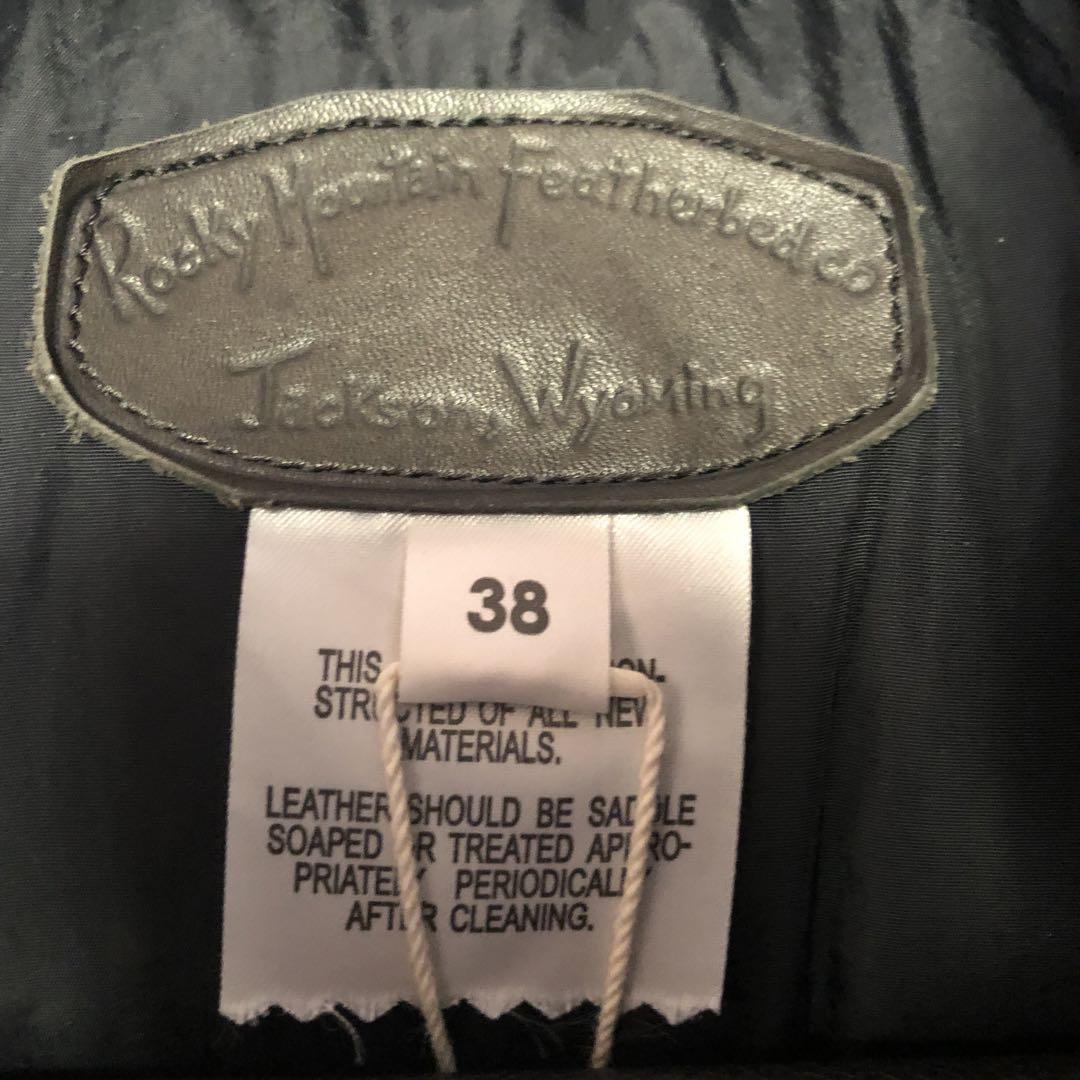 Rocky Mountain Featherbed co
Jackson, Wyoming
38
THIS ON-
STRUCTED OF ALL NEW
MATERIALS.
LEATHER SHOULD BE SADDLE
SOAPED OR TREATED APPRO-
PRIATELY PERIODICALLY
AFTER CLEANING.